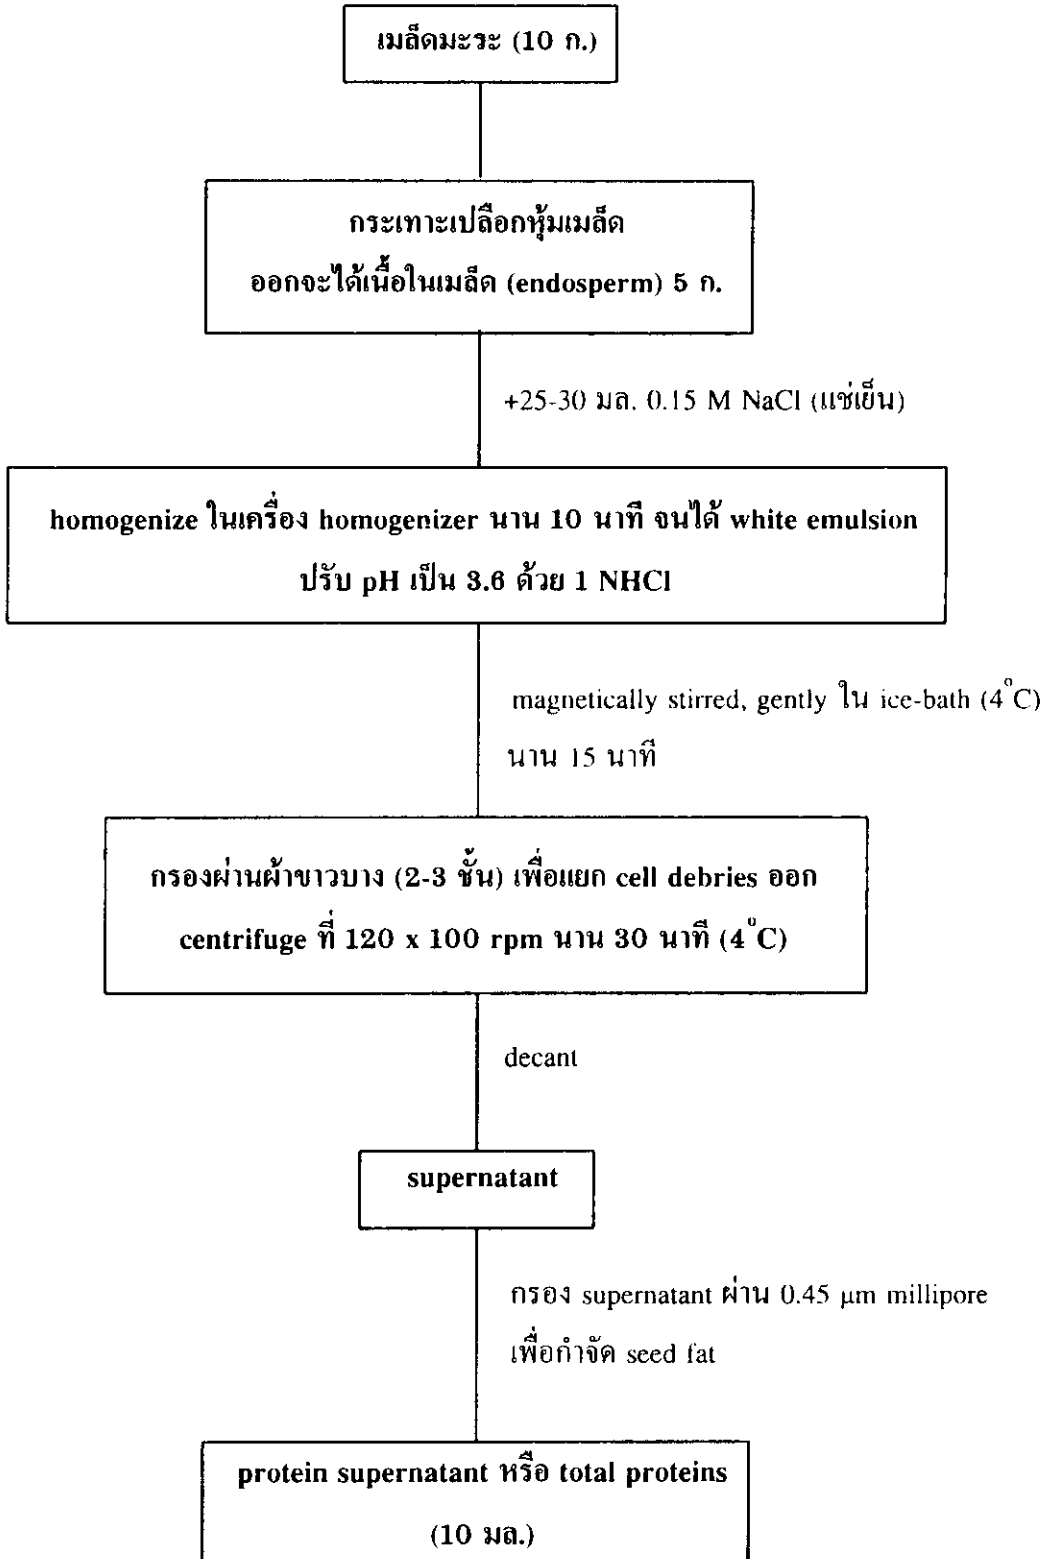 เมล็ดมะระ (10 ก.)
กระเทาะเปลือกหุ้มเมล็ด
ออกจะได้เนื้อในเมล็ด (endosperm) 5 ก.
+25-30 มล. 0.15 M NaCl (แช่เย็น)
homogenize ในเครื่อง homogenizer นาน 10 นาที จนได้ white emulsion
ปรับ pH เป็น 3.6 ด้วย 1 NHCl
magnetically stirred, gently ใน ice-bath (4°C)
นาน 15 นาที
กรองผ่านผ้าขาวบาง (2-3 ชั้น) เพื่อแยก cell debries ออก
centrifuge ที่ 120 x 100 rpm นาน 30 นาที (4°C)
decant
supernatant
กรอง supernatant ผ่าน 0.45 µm millipore
เพื่อกำจัด seed fat
protein supernatant หรือ total proteins
(10 มล.)